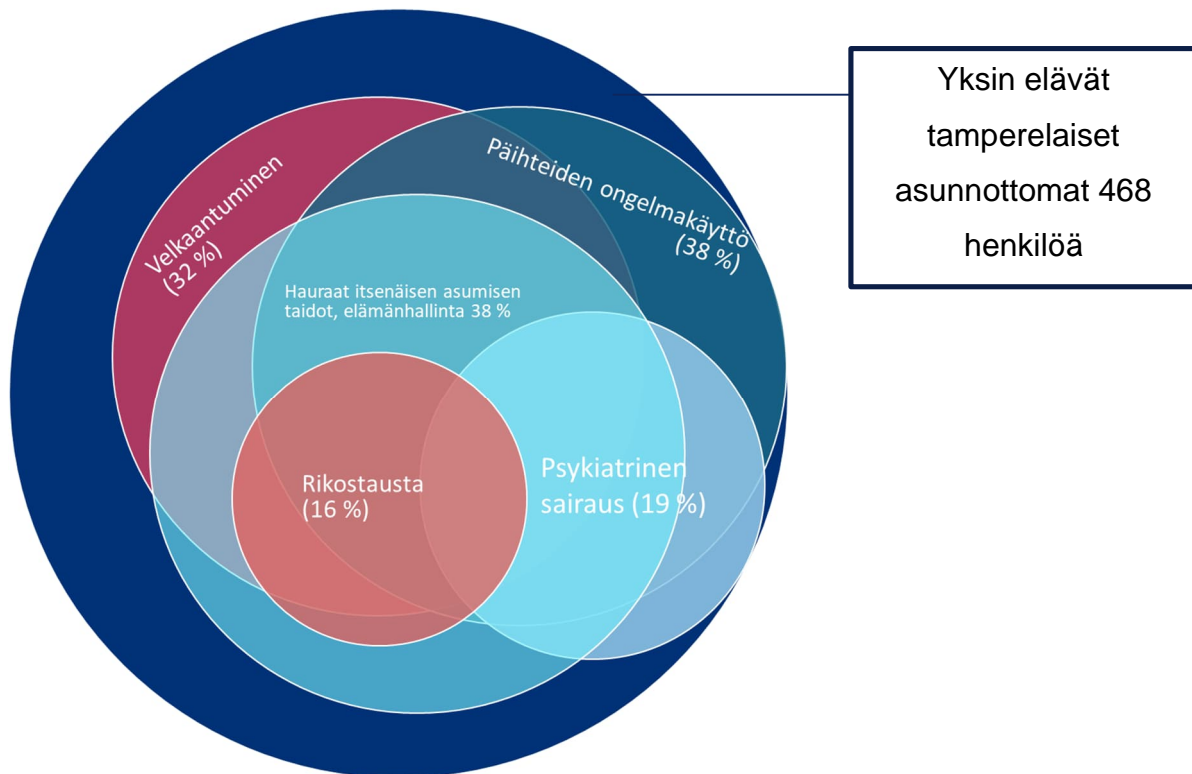 Yksin elävät
tamperelaiset
asunnottomat 468
henkilöä
Velkaantuminen
(32 %)
Päihteiden ongelmakäyttö
(38 %)
Hauraat itsenäisen asumisen
taidot, elämänhallinta 38 %
Rikostausta
(16 %)
Psykiatrinen
sairaus (19 %)